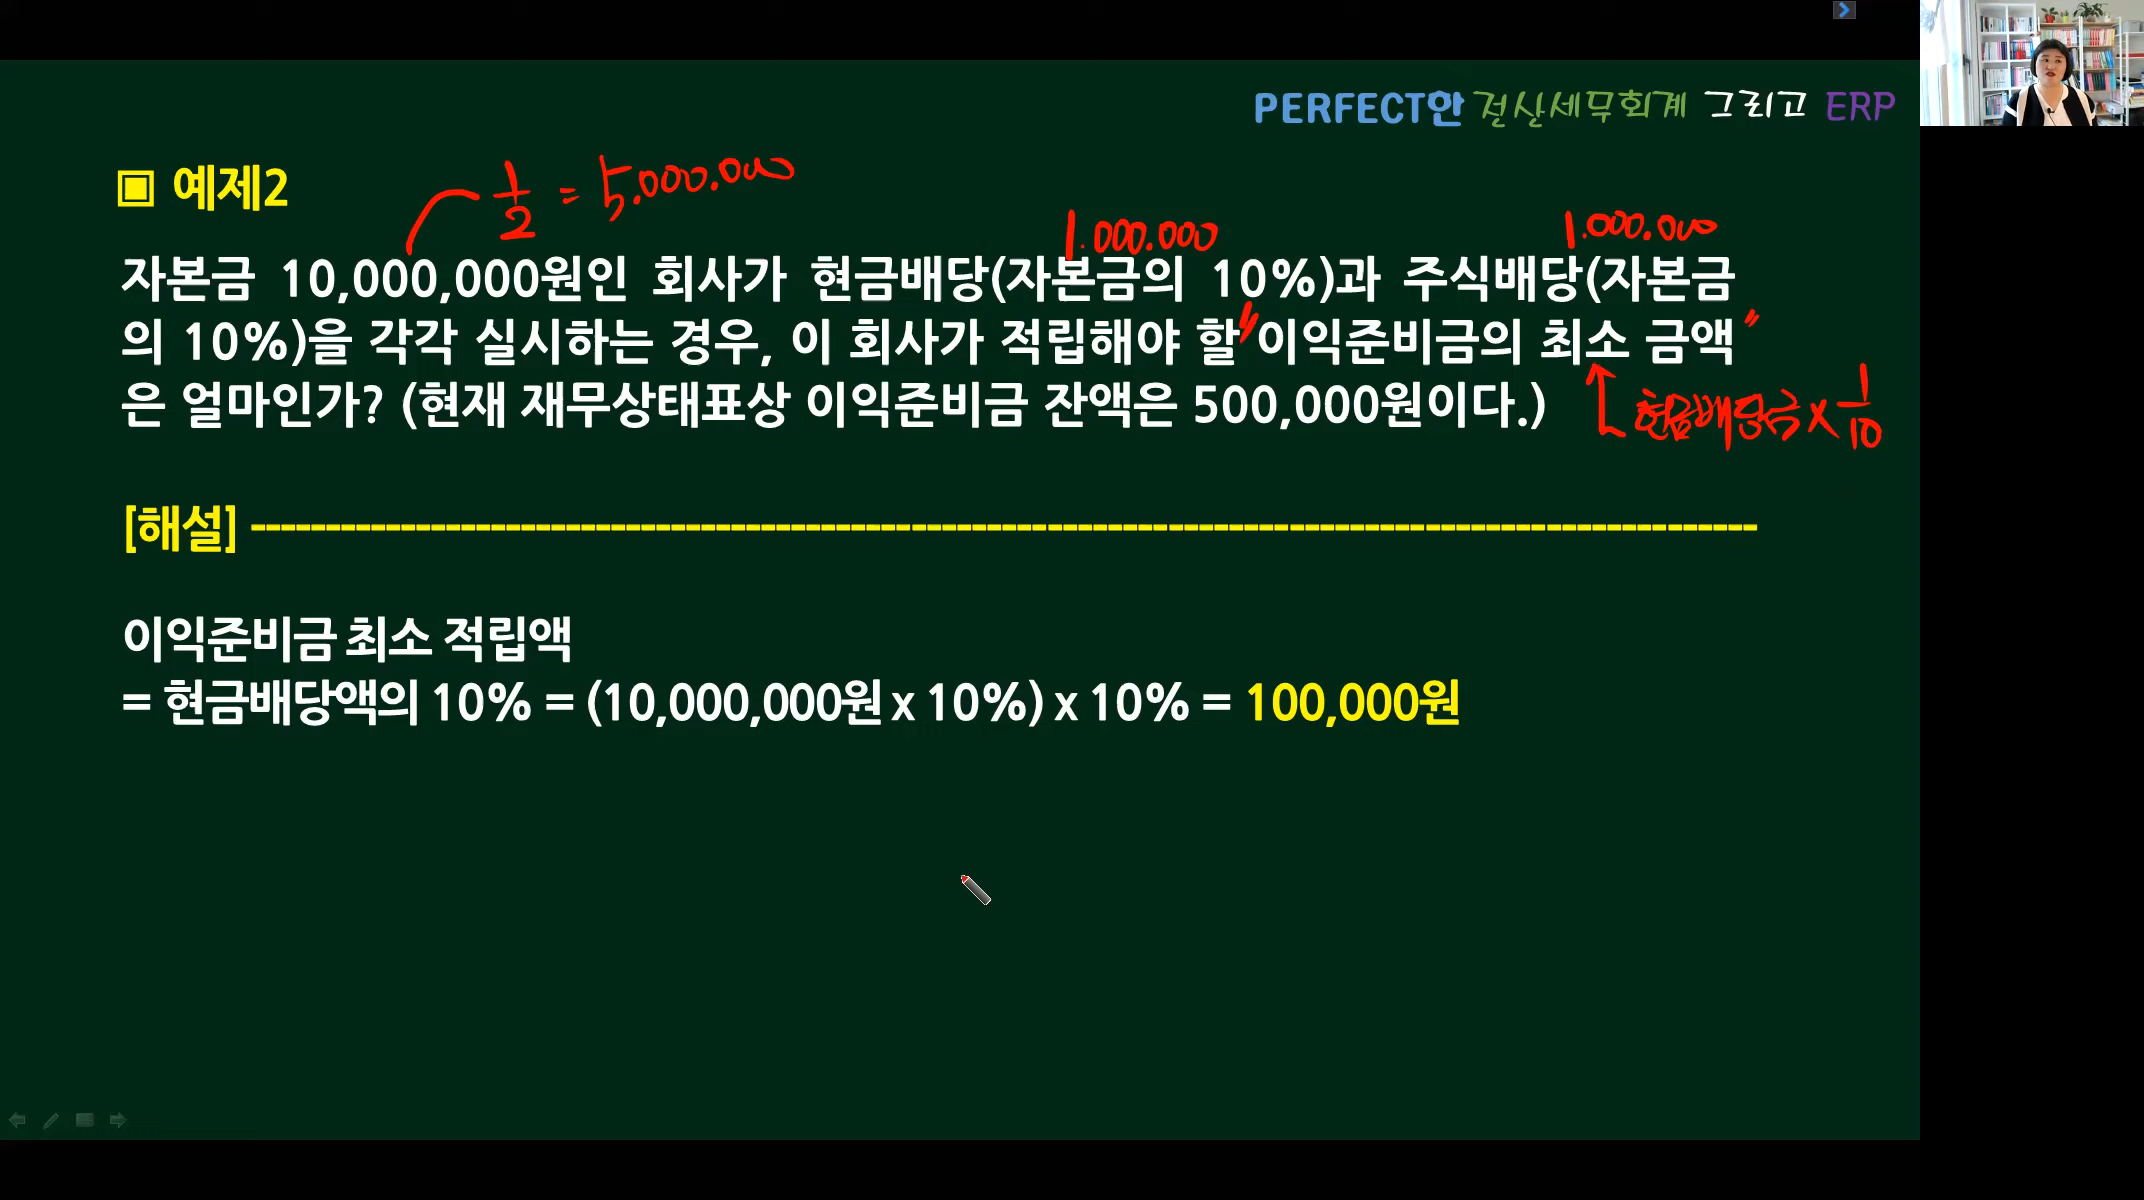 PERFECT한 전산세무회계 그리고 ERP
▣ 예제2
1/2 = 5.000.000
1.000.000
1.000.000
자본금 10,000,000원인 회사가 현금배당(자본금의 10%)과 주식배당(자본금
의 10%)을 각각 실시하는 경우, 이 회사가 적립해야 할 " 이익준비금의 최소 금액 "
은 얼마인가? (현재 재무상태표상 이익준비금 잔액은 500,000원이다.)
현금배당금 × 1/10
[해설] ----------------------------------------------------------------------------------------------------
이익준비금 최소 적립액
= 현금배당액의 10% = (10,000,000원 x 10%) x 10% = 100,000원